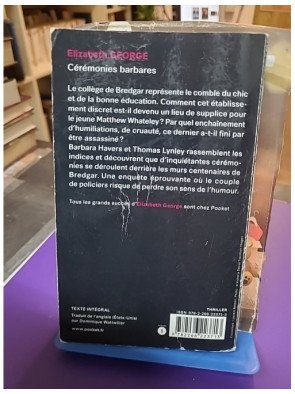 Elizabeth GEORGE
Cérémonies barbares
Le collège de Bredgar représente le comble du chic
et de la bonne éducation. Comment cet établisse-
ment discret est-il devenu un lieu de supplice pour
le jeune Matthew Whateley ? Par quel enchaînement
d'humiliations, de cruauté, ce dernier a-t-il fini par
être assassiné ?
Barbara Havers et Thomas Lynley rassemblent les
indices et découvrent que d'inquiétantes cérémo-
nies se déroulent derrière les murs centenaires de
Bredgar. Une enquête éprouvante où le couple
de policiers risque de perdre son sens de l'humour.
Tous les grands succès d'Elizabeth George sont chez Pocket
TEXTE INTÉGRAL
Traduit de l'anglais (États-Unis)
par Dominique Wattwiller
www.pocket.fr
THRILLER